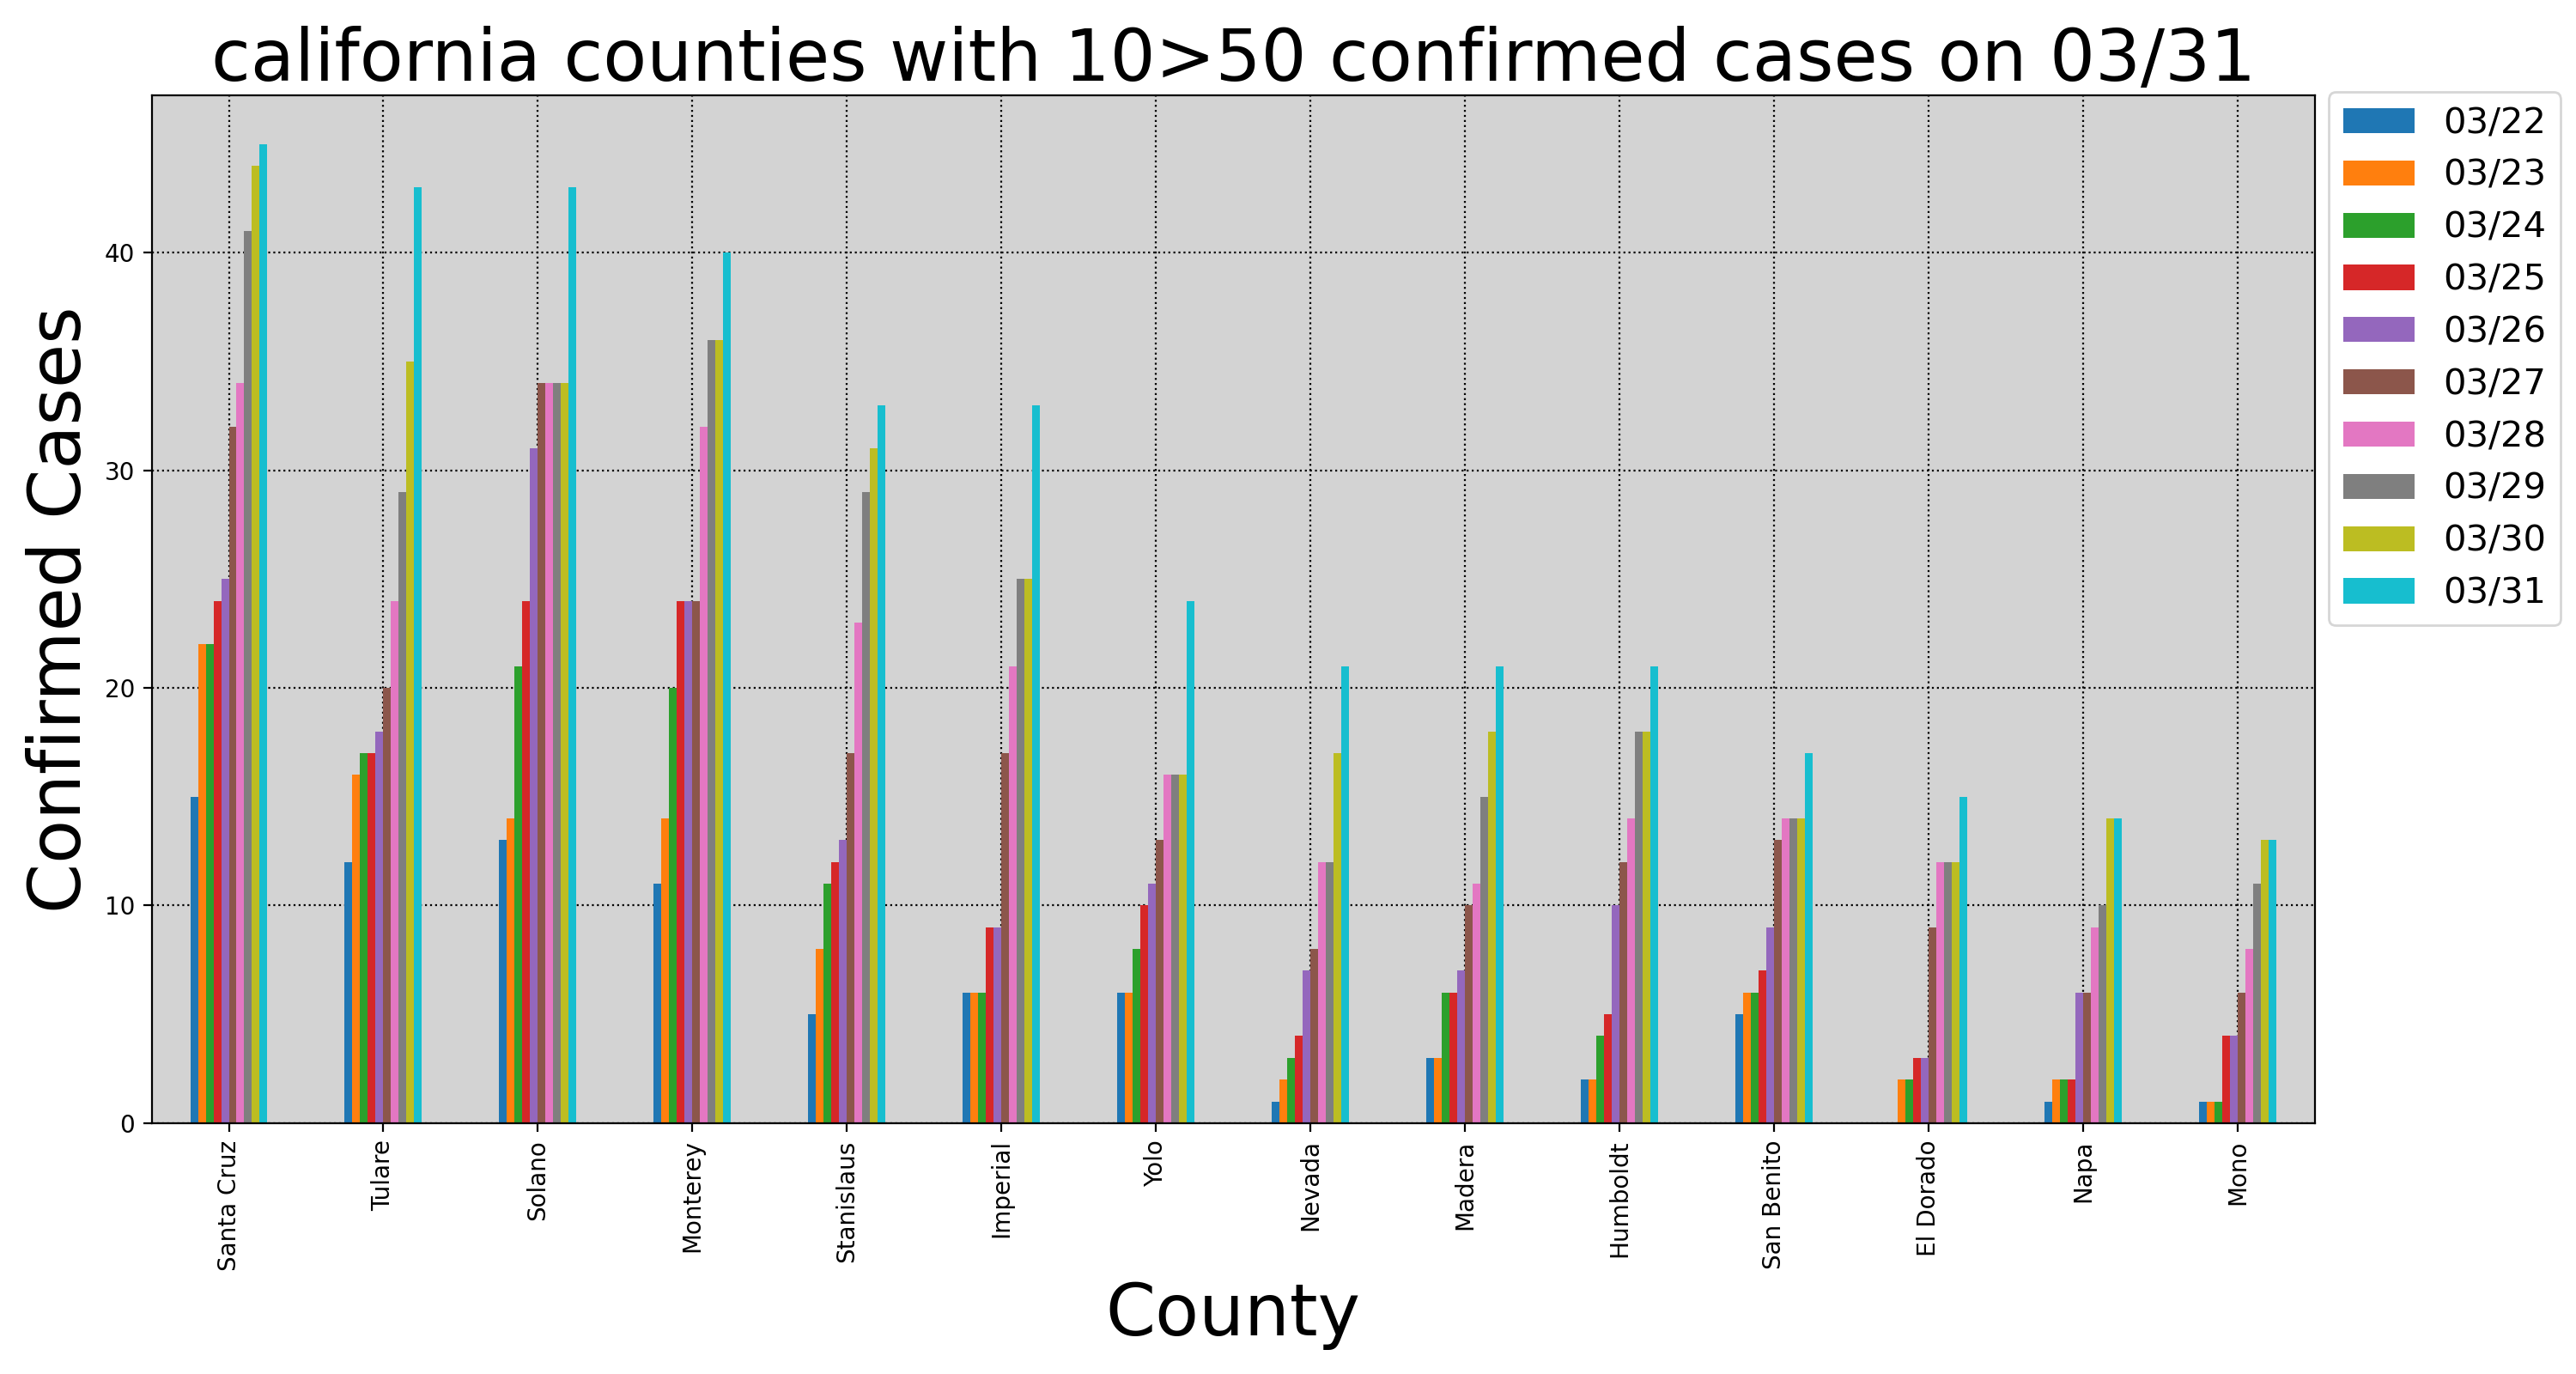 california counties with 10>50 confirmed cases on 03/31
03/22
03/23
03/24
03/25
03/26
03/27
03/28
03/29
03/30
03/31
Confirmed Cases
40
30
20
10
0
Santa Cruz
Tulare
Solano
Monterey
Stanislaus
Imperial
Yolo
Nevada
Madera
Humboldt
San Benito
El Dorado
Napa
Mono
County